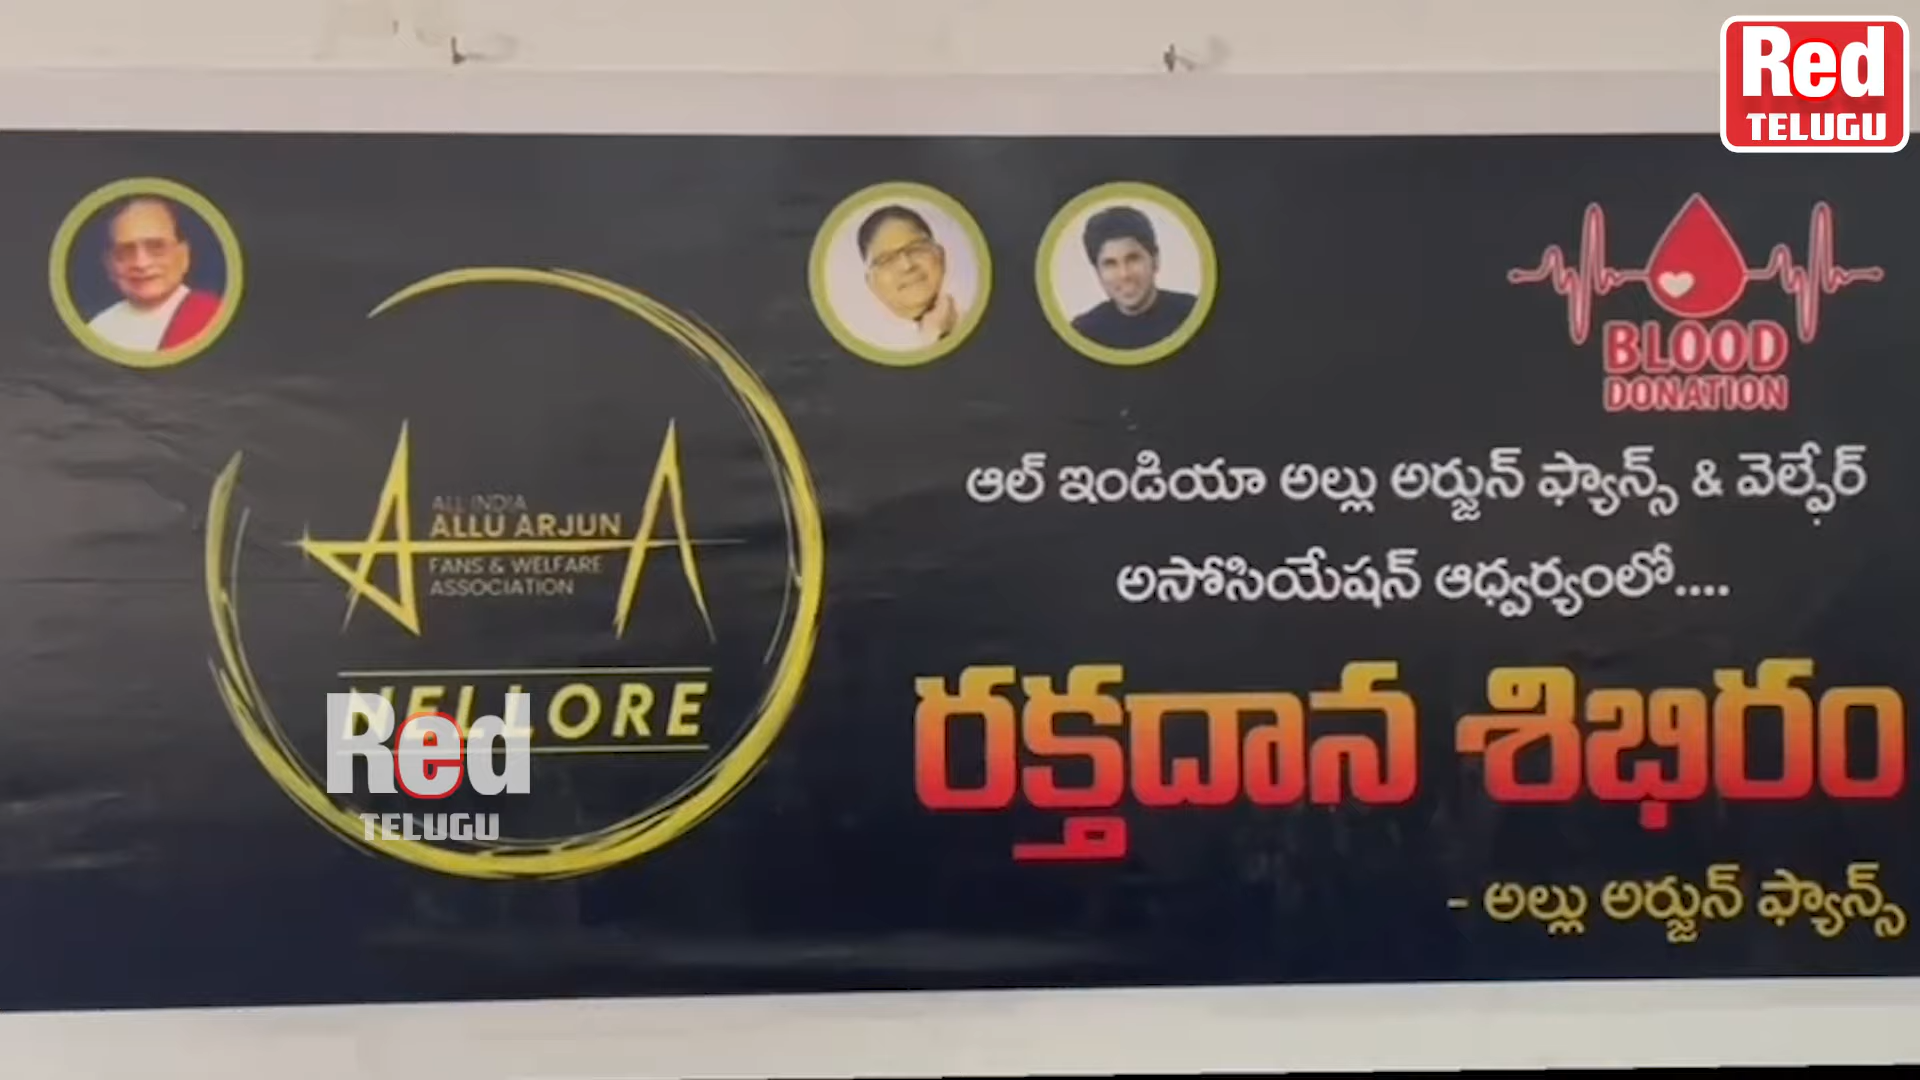 Red
TELUGU
BLOOD
DONATION
ALL INDIA
ALLU ARJUN
FANS & WELFARE
ASSOCIATION
NELLORE
Red
TELUGU
ఆల్ ఇండియా అల్లు అర్జున్ ఫ్యాన్స్ & వెల్ఫేర్
అసోసియేషన్ ఆధ్వర్యంలో....
రక్తదాన శిభిరం
- అల్లు అర్జున్ ఫ్యాన్స్